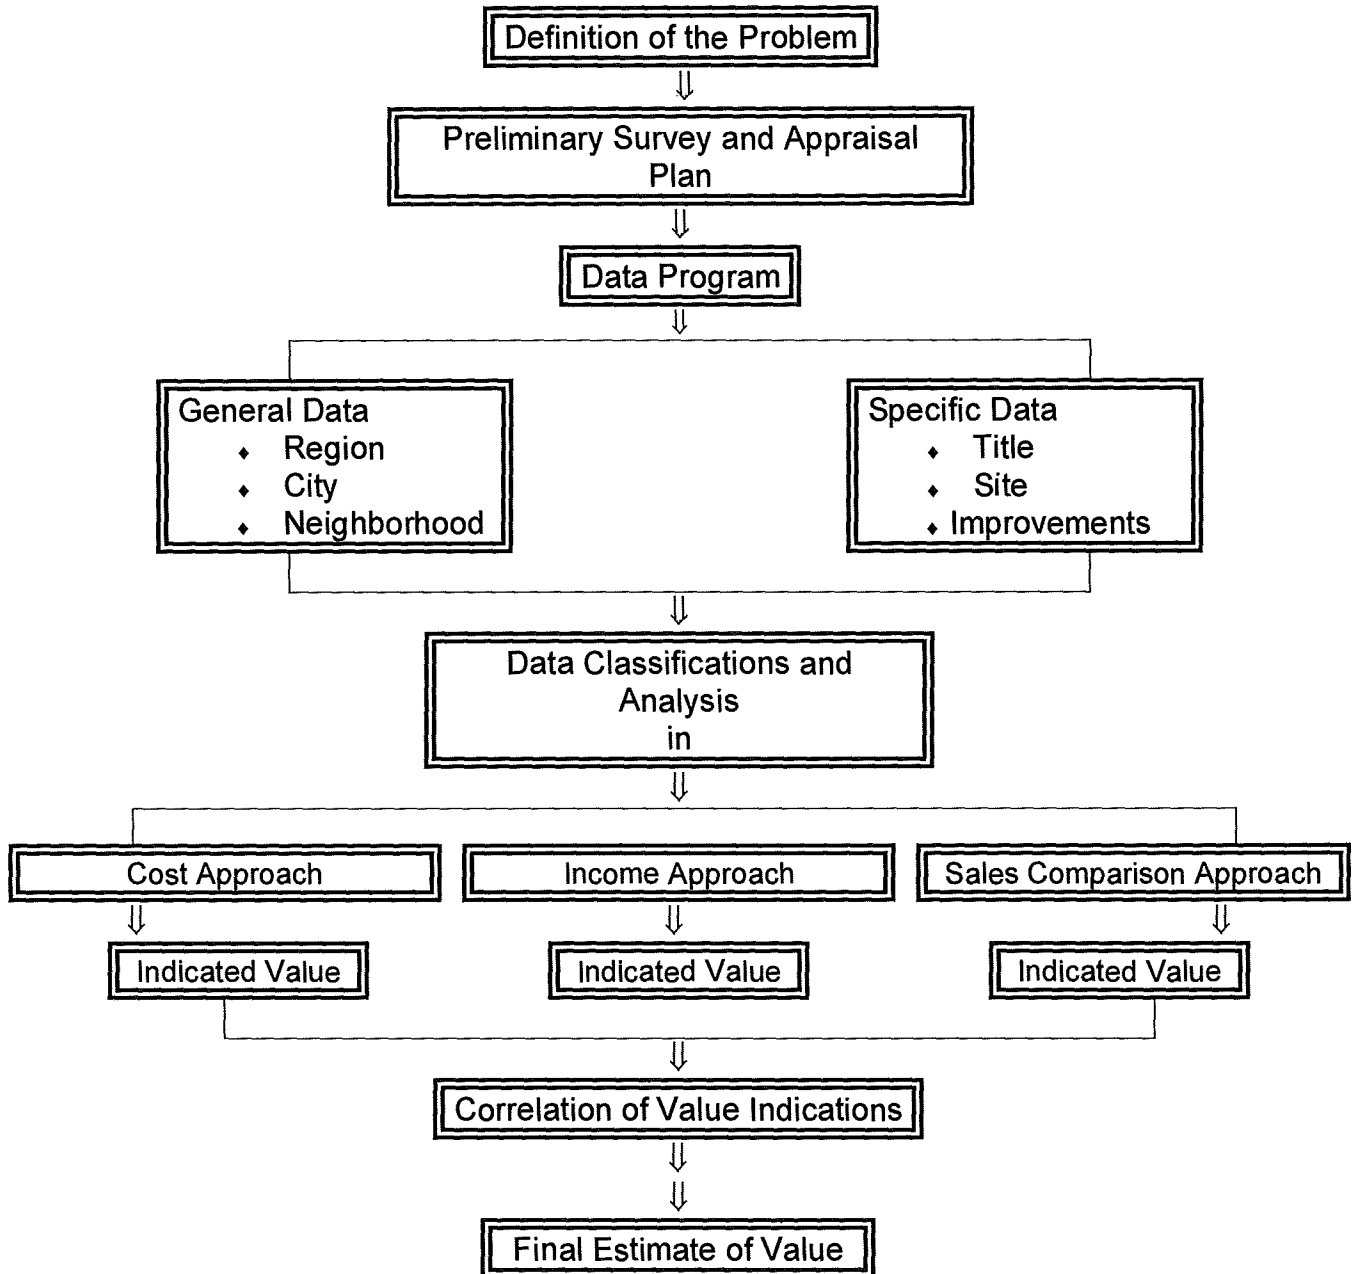 Definition of the Problem
⇓
Preliminary Survey and Appraisal
Plan
⇓
Data Program
⇓
General Data
♦ Region
♦ City
♦ Neighborhood
Specific Data
♦ Title
♦ Site
♦ Improvements
⇓
Data Classifications and
Analysis
in
⇓
Cost Approach
Income Approach
Sales Comparison Approach
⇓ ⇓ ⇓
Indicated Value
Indicated Value
Indicated Value
⇓
Correlation of Value Indications
⇓
⇓
Final Estimate of Value